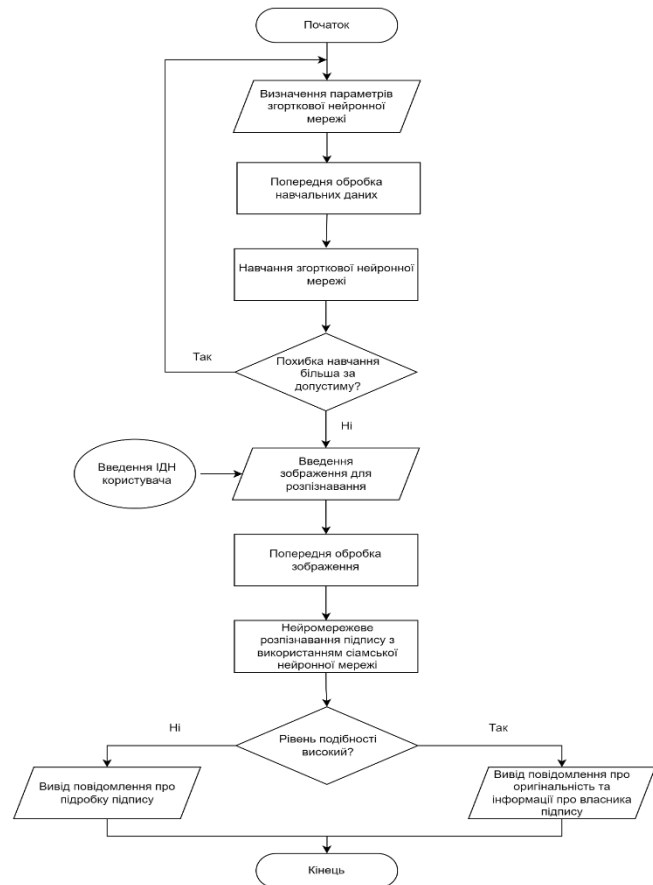 Початок
Визначення параметрів
згорткової нейронної
мережі
Попередня обробка
навчальних даних
Навчання згорткової нейронної
мережі
Так
Похибка навчання
більша за
допустиму?
Ні
Введення ІДН
користувача
Введення
зображення для
розпізнавання
Попередня обробка
зображення
Нейромережеве
розпізнавання підпису з
використанням сіамської
нейронної мережі
Ні
Рівень подібності
високий?
Так
Вивід повідомлення про
підробку підпису
Вивід повідомлення про
оригінальність та
інформації про власника
підпису
Кінець